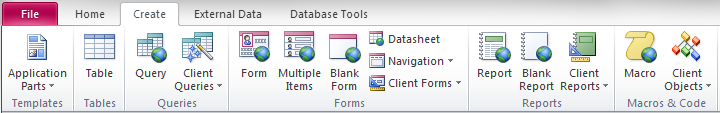 File Home Create External Data Database Tools
Application Parts
Table
Query
Client Queries
Form
Multiple Items
Blank Form
Datasheet
Navigation
Client Forms
Report
Blank Report
Client Reports
Macro
Client Objects
Templates Tables Queries Forms Reports Macros & Code